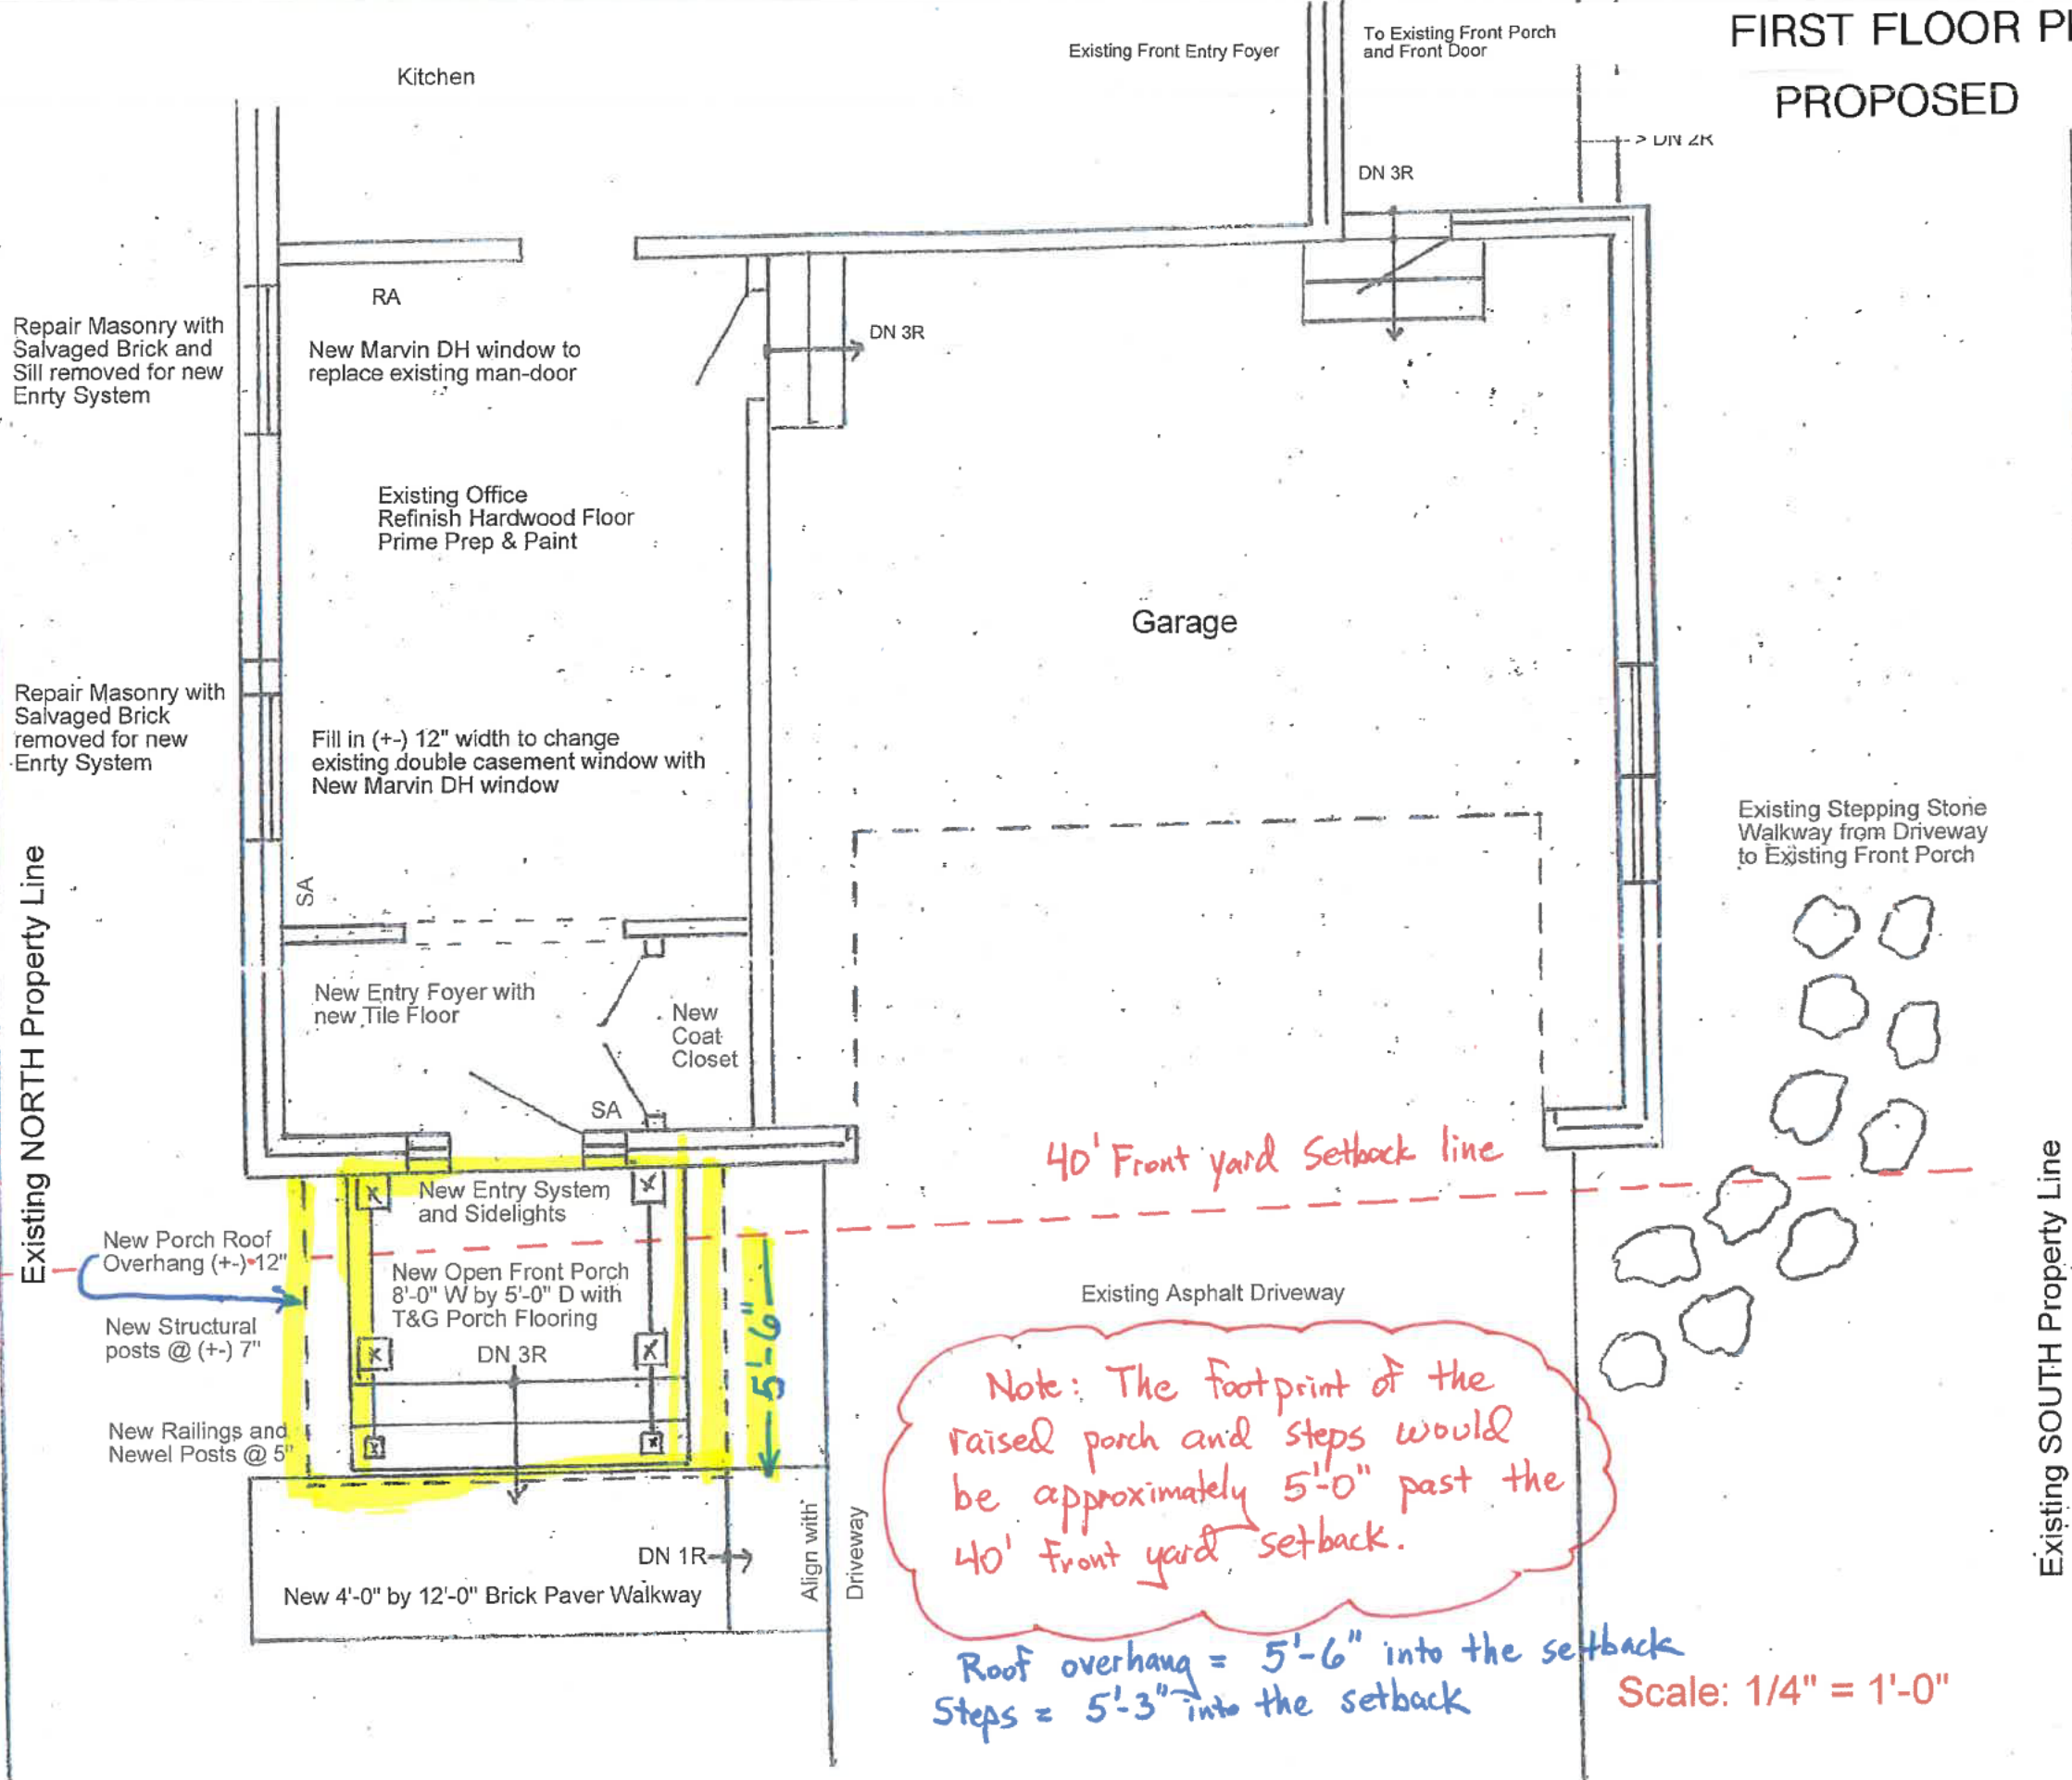 FIRST FLOOR
PROPOSED
Kitchen
Existing Front Entry Foyer
To Existing Front Porch
and Front Door
> DN 2R
DN 3R
RA
DN 3R
Repair Masonry with
Salvaged Brick and
Sill removed for new
Enrty System
New Marvin DH window to
replace existing man-door
Existing Office
Refinish Hardwood Floor
Prime Prep & Paint
Garage
Repair Masonry with
Salvaged Brick
removed for new
Enrty System
Fill in (+-) 12" width to change
existing double casement window with
New Marvin DH window
Existing Stepping Stone
Walkway from Driveway
to Existing Front Porch
Existing NORTH Property Line
SA
New Entry Foyer with
new Tile Floor
New
Coat
Closet
SA
40' Front yard Setback line
Existing SOUTH Property Line
New Entry System
and Sidelights
New Porch Roof
Overhang (+-) 12"
New Open Front Porch
8'-0" W by 5'-0" D with
T&G Porch Flooring
Existing Asphalt Driveway
5'-6"
New Structural
posts @ (+-) 7"
DN 3R
New Railings and
Newel Posts @ 5"
Note: The footprint of the
raised porch and steps would
be approximately 5'-0" past the
40' front yard setback.
Align with
Driveway
DN 1R
New 4'-0" by 12'-0" Brick Paver Walkway
Roof overhang = 5'-6" into the setback
Steps = 5'-3" into the setback
Scale: 1/4" = 1'-0"